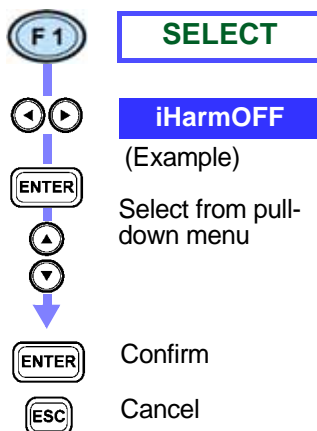 F1
SELECT
iHarmOFF
(Example)
ENTER
Select from pull-
down menu
ENTER
Confirm
ESC
Cancel